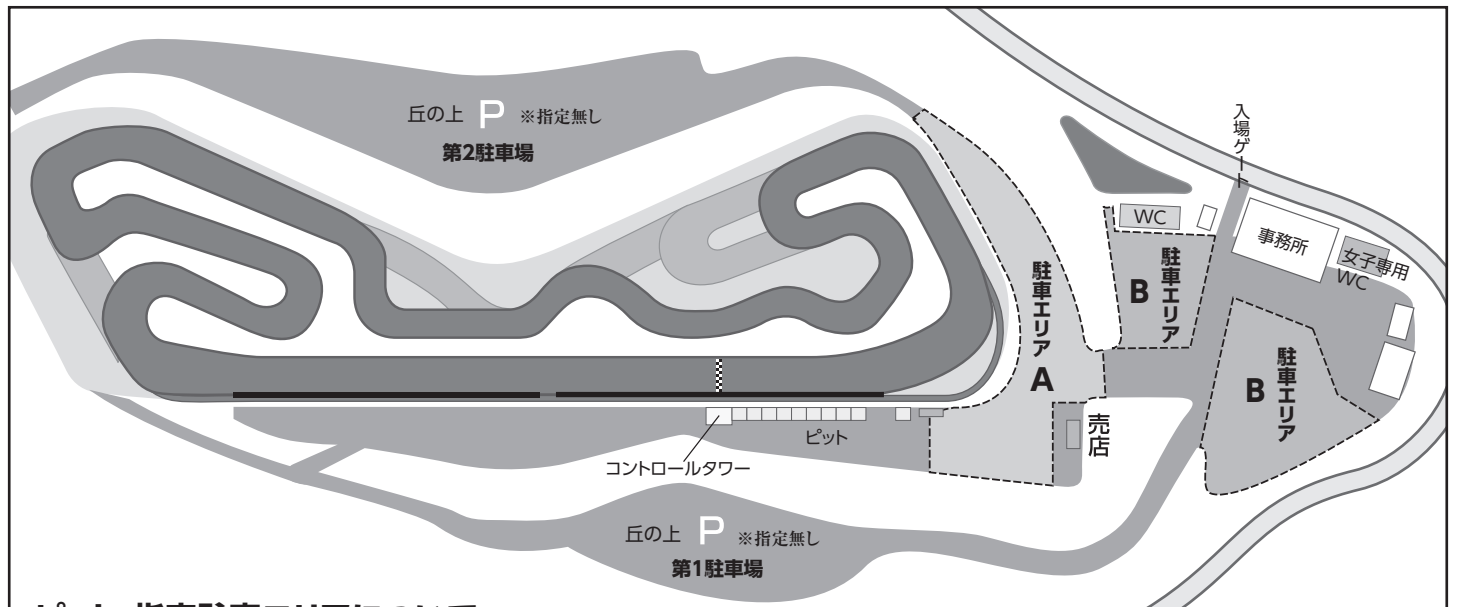 丘の上 P ※指定無し
第2駐車場
入場ゲート
WC
事務所
女子専用
WC
駐車エリア
B
駐車エリア
A
駐車エリア
B
売店
ピット
コントロールタワー
丘の上 P ※指定無し
第1駐車場